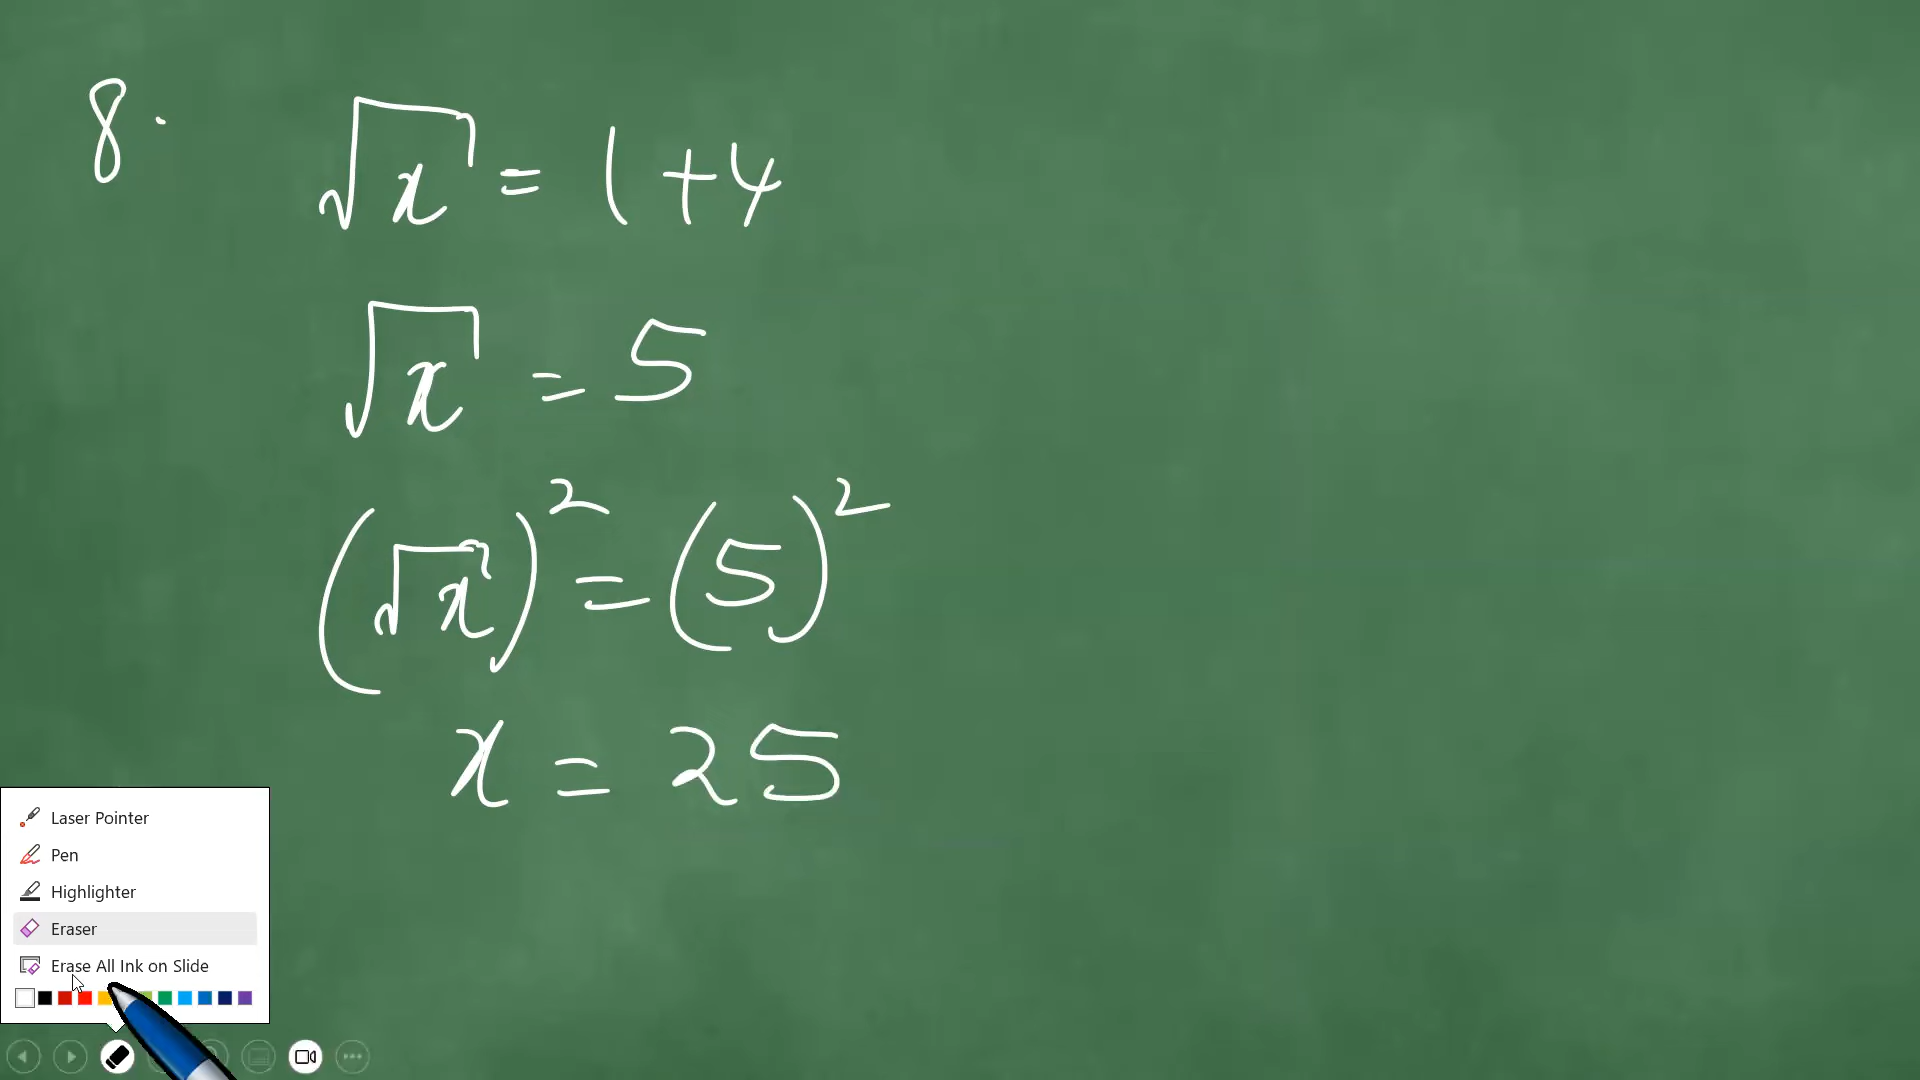 8.
√x = 1 + 4
√x = 5
(√x)² = (5)²
x = 25
Laser Pointer
Pen
Highlighter
Eraser
Erase All Ink on Slide